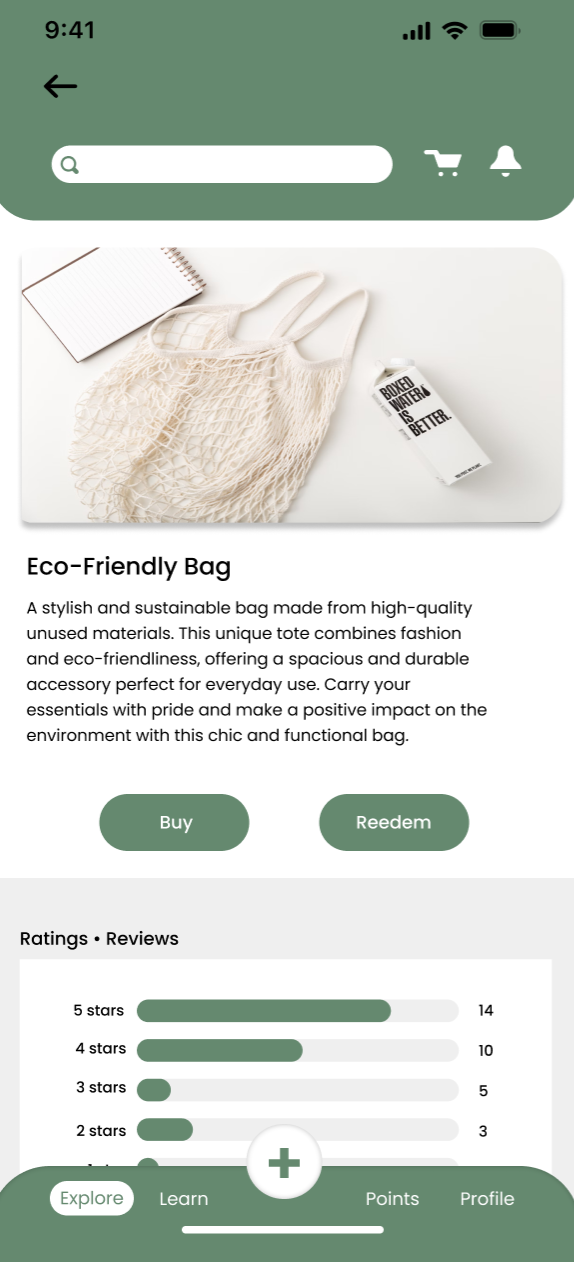 9:41
BOXED
WATER
IS
BETTER.
Eco-Friendly Bag
A stylish and sustainable bag made from high-quality
unused materials. This unique tote combines fashion
and eco-friendliness, offering a spacious and durable
accessory perfect for everyday use. Carry your
essentials with pride and make a positive impact on the
environment with this chic and functional bag.
Buy Reedem
Ratings • Reviews
5 stars 14
4 stars 10
3 stars 5
2 stars 3
Explore Learn Points Profile